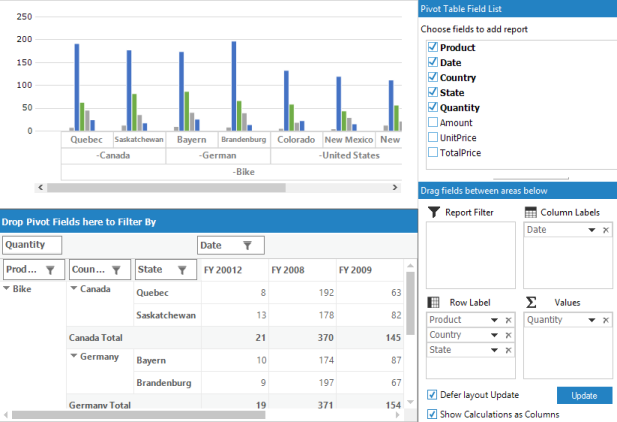 250
200
150
100
50
0
Quebec Saskatchewan Bayern Brandenburg Colorado New Mexico New
-Canada -German -United States
-Bike
Pivot Table Field List
Choose fields to add report
Product
Date
Country
State
Quantity
Amount
UnitPrice
TotalPrice
Drag fields between areas below
Report Filter Column Labels
Date
Row Label Values
Product Quantity
Country
State
Defer layout Update Update
Show Calculations as Columns
Drop Pivot Fields here to Filter By
Quantity Date
Prod... Coun... State FY 20012 FY 2008 FY 2009
Bike Canada Quebec 8 192 63
Saskatchewan 13 178 82
Canada Total 21 370 145
Germany Bayern 10 174 87
Brandenburg 9 197 67
Germany Total 19 371 154